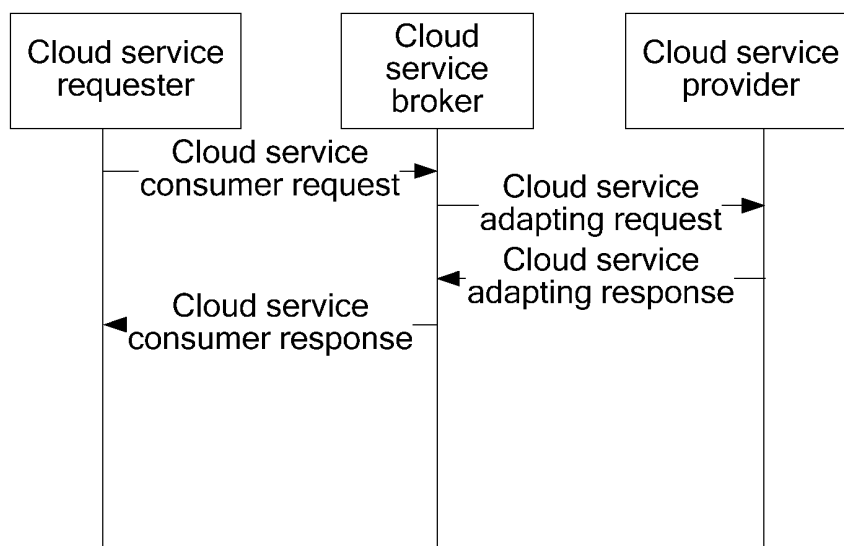 Cloud service
requester
Cloud
service
broker
Cloud service
provider
Cloud service
consumer request
Cloud service
adapting request
Cloud service
adapting response
Cloud service
consumer response